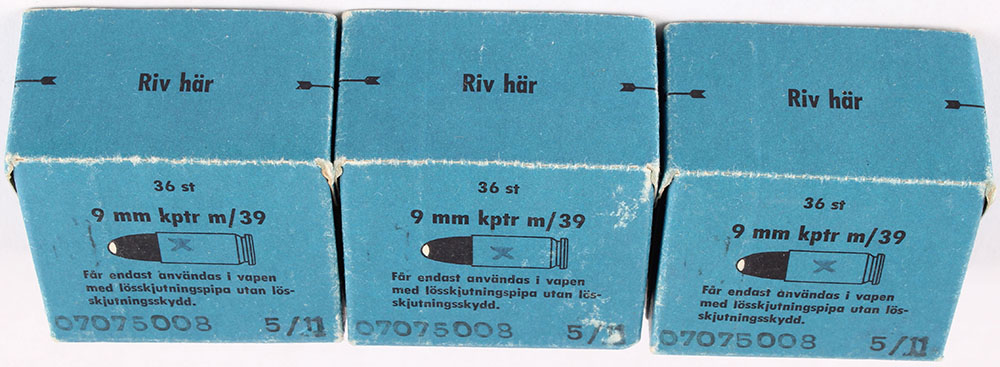 Riv här
36 st
9 mm kptr m/39
Får endast användas i vapen
med lösskjutningspipa utan lös-
skjutningsskydd.
07075008 5/11
Riv här
36 st
9 mm kptr m/39
Får endast användas i vapen
med lösskjutningspipa utan lös-
skjutningsskydd.
07075008 5/11
Riv här
36 st
9 mm kptr m/39
Får endast användas i vapen
med lösskjutningspipa utan lös-
skjutningsskydd.
07075008 5/11